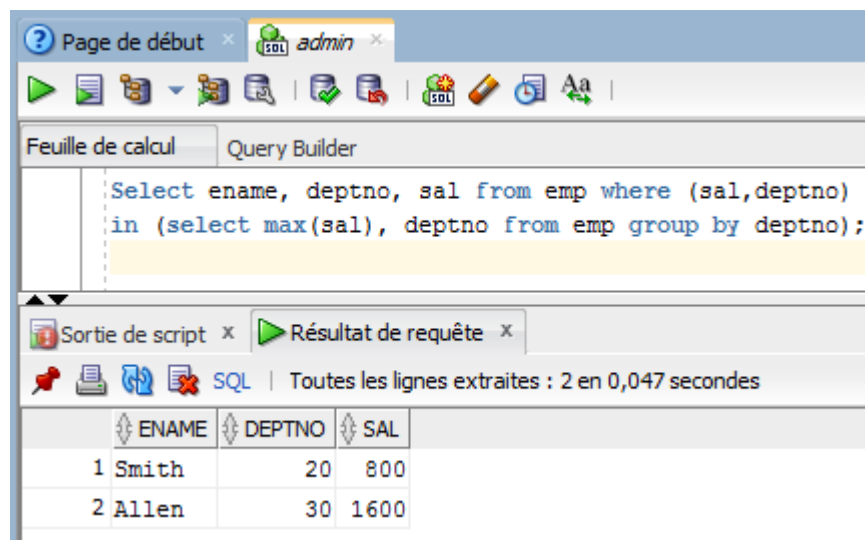 Page de début admin
Feuille de calcul Query Builder
Select ename, deptno, sal from emp where (sal,deptno)
in (select max(sal), deptno from emp group by deptno);
Sortie de script x Résultat de requête x
SQL | Toutes les lignes extraites : 2 en 0,047 secondes
ENAME DEPTNO SAL
1 Smith 20 800
2 Allen 30 1600